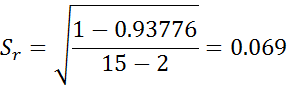 S_r = √((1 − 0.93776)/(15 − 2)) = 0.069